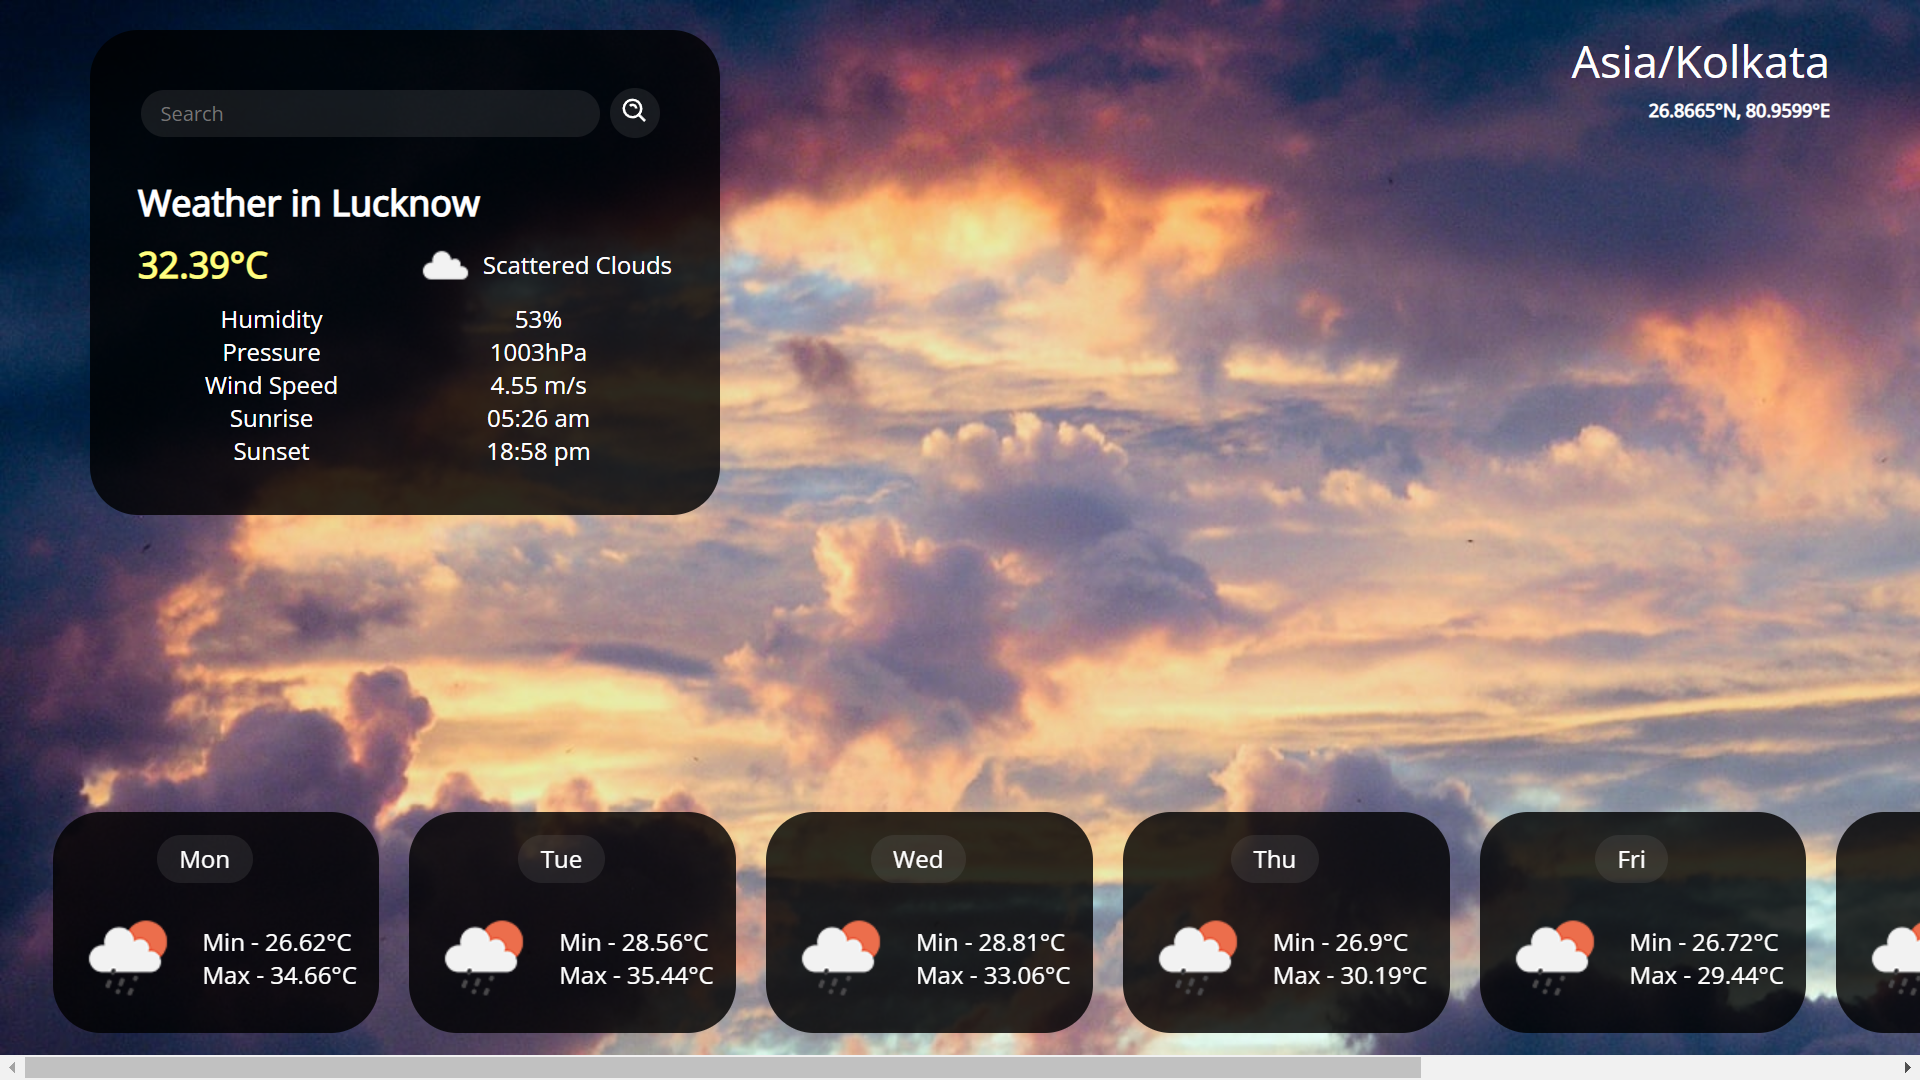 Asia/Kolkata
26.8665°N, 80.9599°E
Search
Weather in Lucknow
32.39°C
Scattered Clouds
Humidity 53%
Pressure 1003hPa
Wind Speed 4.55 m/s
Sunrise 05:26 am
Sunset 18:58 pm
Mon
Min - 26.62°C
Max - 34.66°C
Tue
Min - 28.56°C
Max - 35.44°C
Wed
Min - 28.81°C
Max - 33.06°C
Thu
Min - 26.9°C
Max - 30.19°C
Fri
Min - 26.72°C
Max - 29.44°C